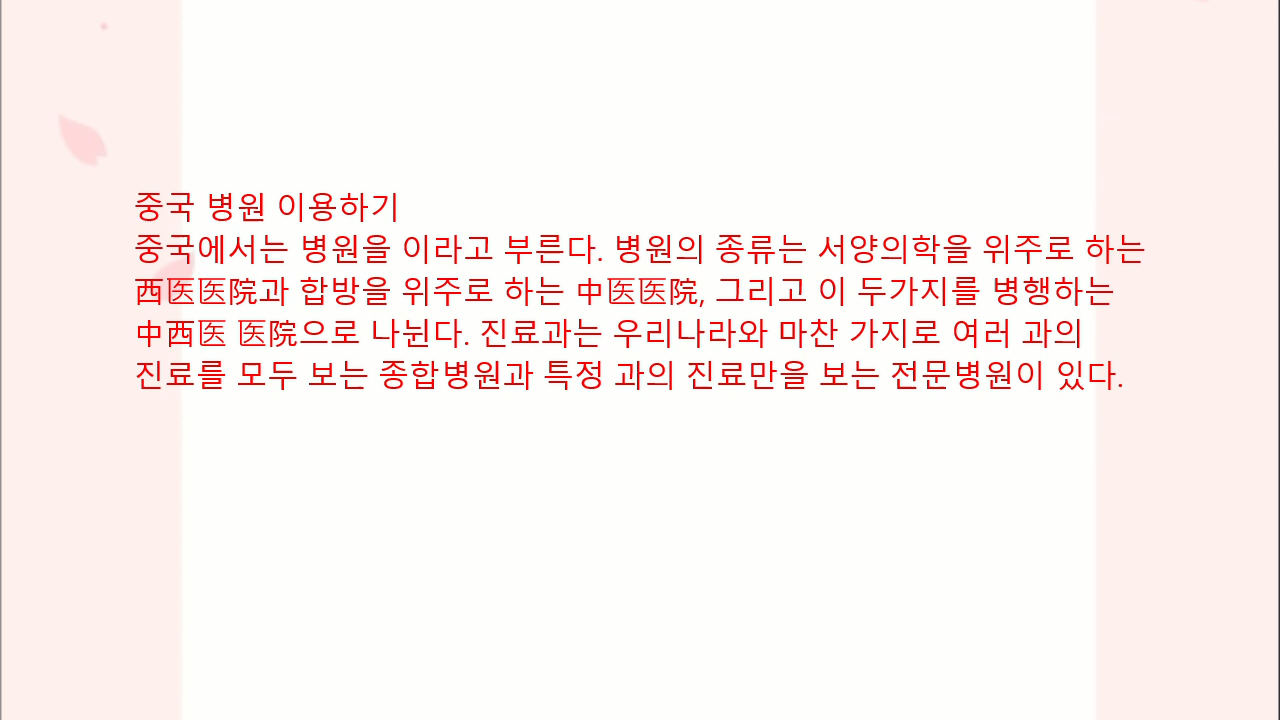 중국 병원 이용하기
중국에서는 병원을 이라고 부른다. 병원의 종류는 서양의학을 위주로 하는
西医医院과 합방을 위주로 하는 中医医院, 그리고 이 두가지를 병행하는
中西医 医院으로 나뉜다. 진료과는 우리나라와 마찬 가지로 여러 과의
진료를 모두 보는 종합병원과 특정 과의 진료만을 보는 전문병원이 있다.